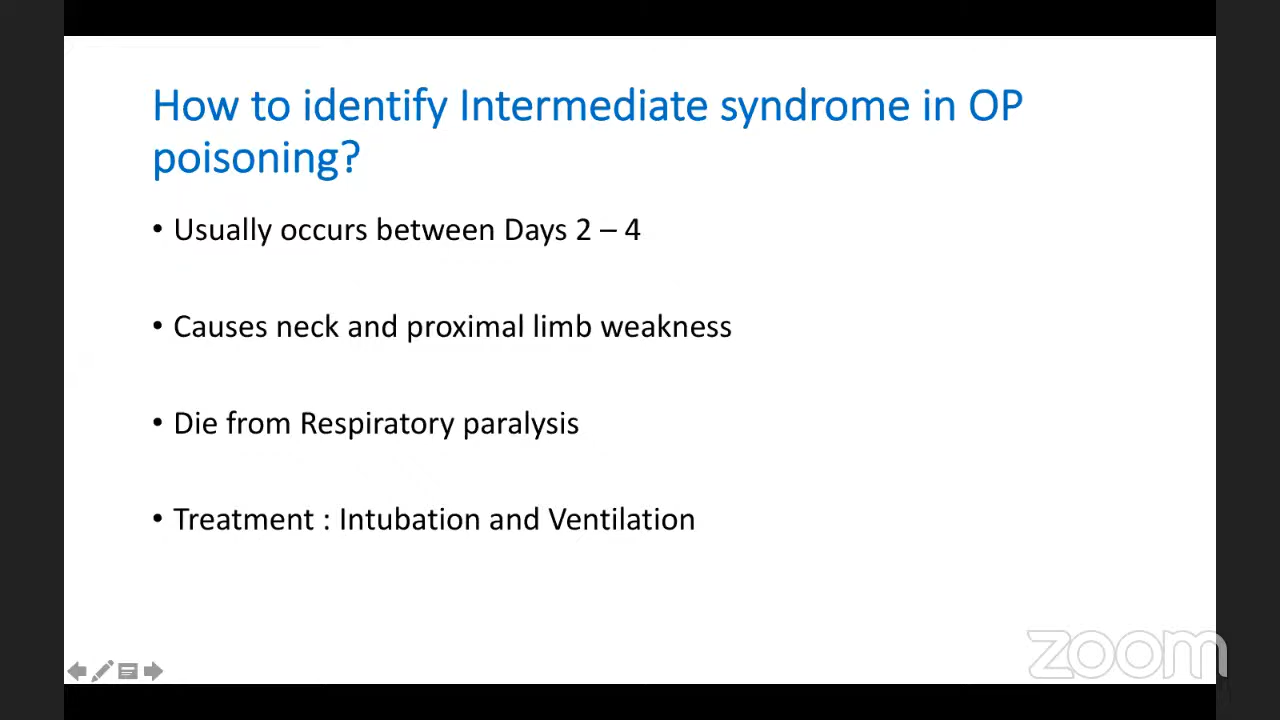 How to identify Intermediate syndrome in OP
poisoning?
• Usually occurs between Days 2 – 4
• Causes neck and proximal limb weakness
• Die from Respiratory paralysis
• Treatment : Intubation and Ventilation
zoom